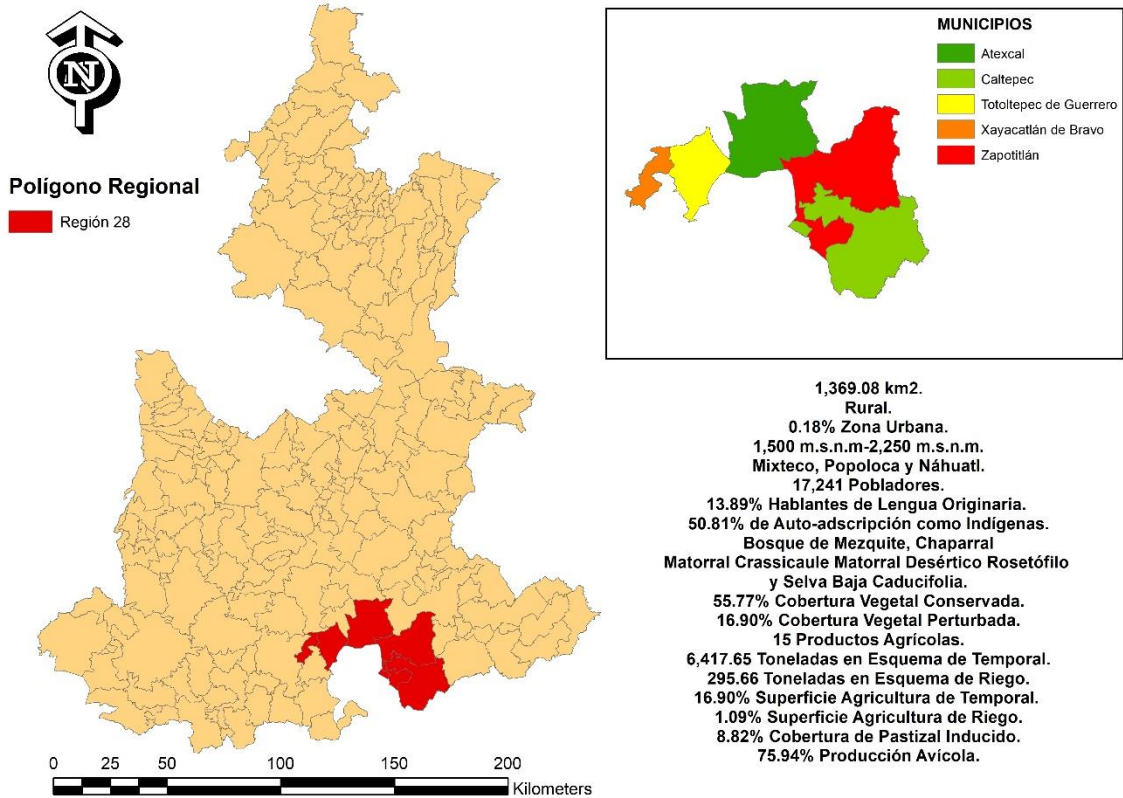 N
Polígono Regional
Región 28
MUNICIPIOS
Atexcal
Caltepec
Totoltepec de Guerrero
Xayacatlán de Bravo
Zapotitlán
1,369.08 km2.
Rural.
0.18% Zona Urbana.
1,500 m.s.n.m-2,250 m.s.n.m.
Mixteco, Popoloca y Náhuatl.
17,241 Pobladores.
13.89% Hablantes de Lengua Originaria.
50.81% de Auto-adscripción como Indígenas.
Bosque de Mezquite, Chaparral
Matorral Crassicaule Matorral Desértico Rosetófilo
y Selva Baja Caducifolia.
55.77% Cobertura Vegetal Conservada.
16.90% Cobertura Vegetal Perturbada.
15 Productos Agrícolas.
6,417.65 Toneladas en Esquema de Temporal.
295.66 Toneladas en Esquema de Riego.
16.90% Superficie Agricultura de Temporal.
1.09% Superficie Agricultura de Riego.
8.82% Cobertura de Pastizal Inducido.
75.94% Producción Avícola.
0 25 50 100 150 200
Kilometers